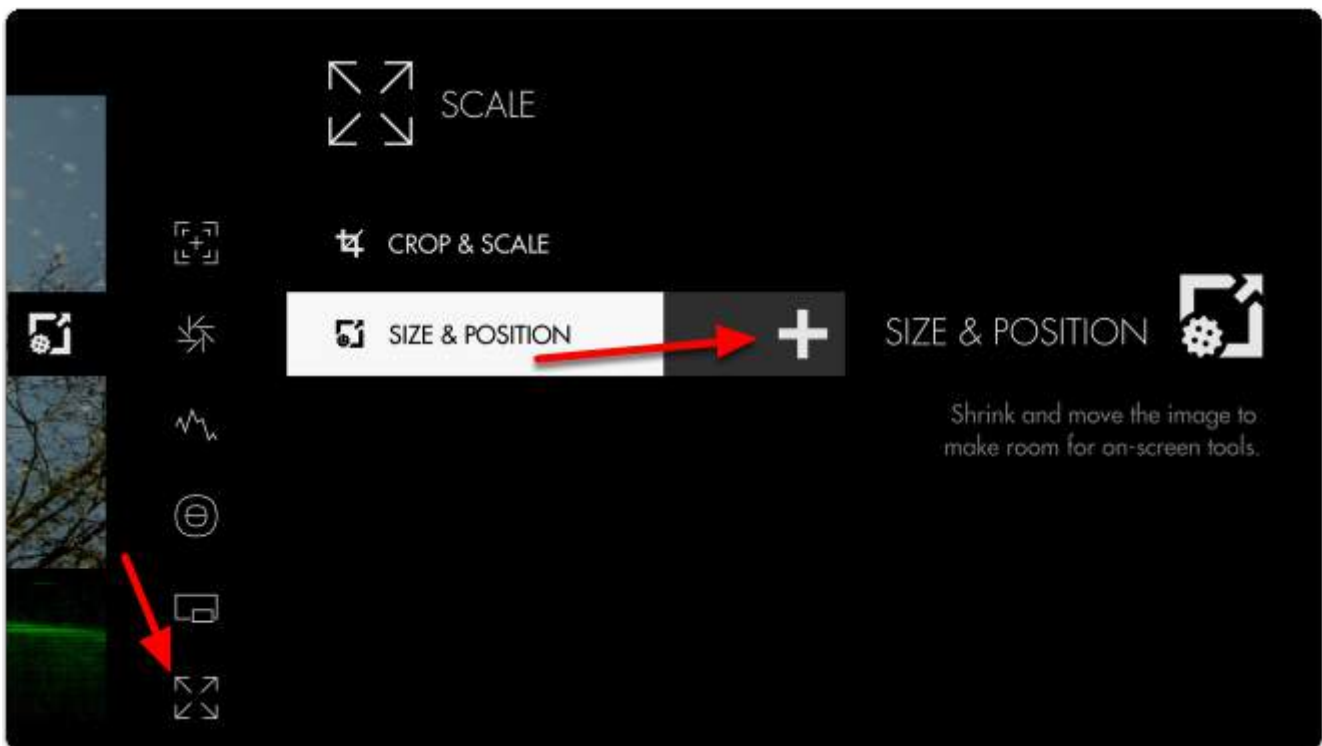 SCALE
CROP & SCALE
SIZE & POSITION
SIZE & POSITION
Shrink and move the image to
make room for on-screen tools.